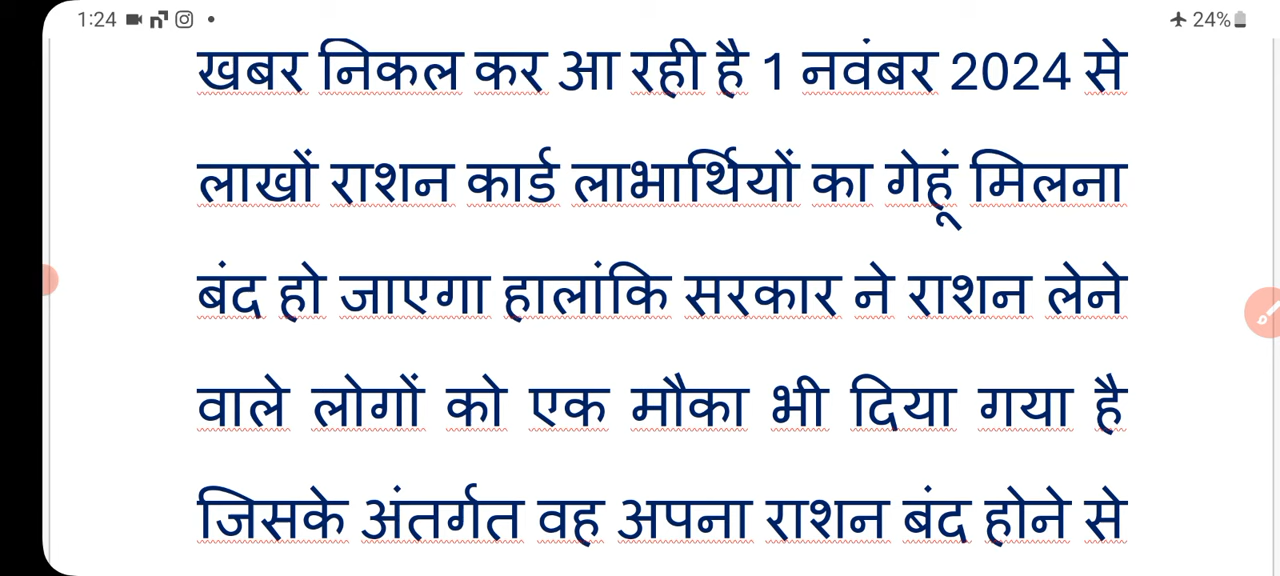 1:24
24%
खबर निकल कर आ रही है 1 नवंबर 2024 से
लाखों राशन कार्ड लाभार्थियों का गेहूं मिलना
बंद हो जाएगा हालांकि सरकार ने राशन लेने
वाले लोगों को एक मौका भी दिया गया है
जिसके अंतर्गत वह अपना राशन बंद होने से